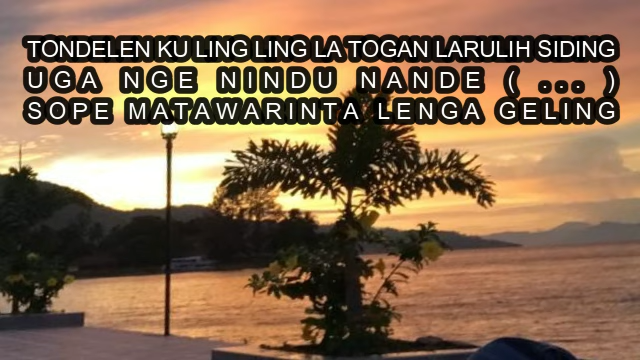 TONDELEN KU LING LING LA TOGAN LARULIH SIDING
UGA NGE NINDU NANDE ( ... )
SOPE MATAWARINTA LENGA GELING